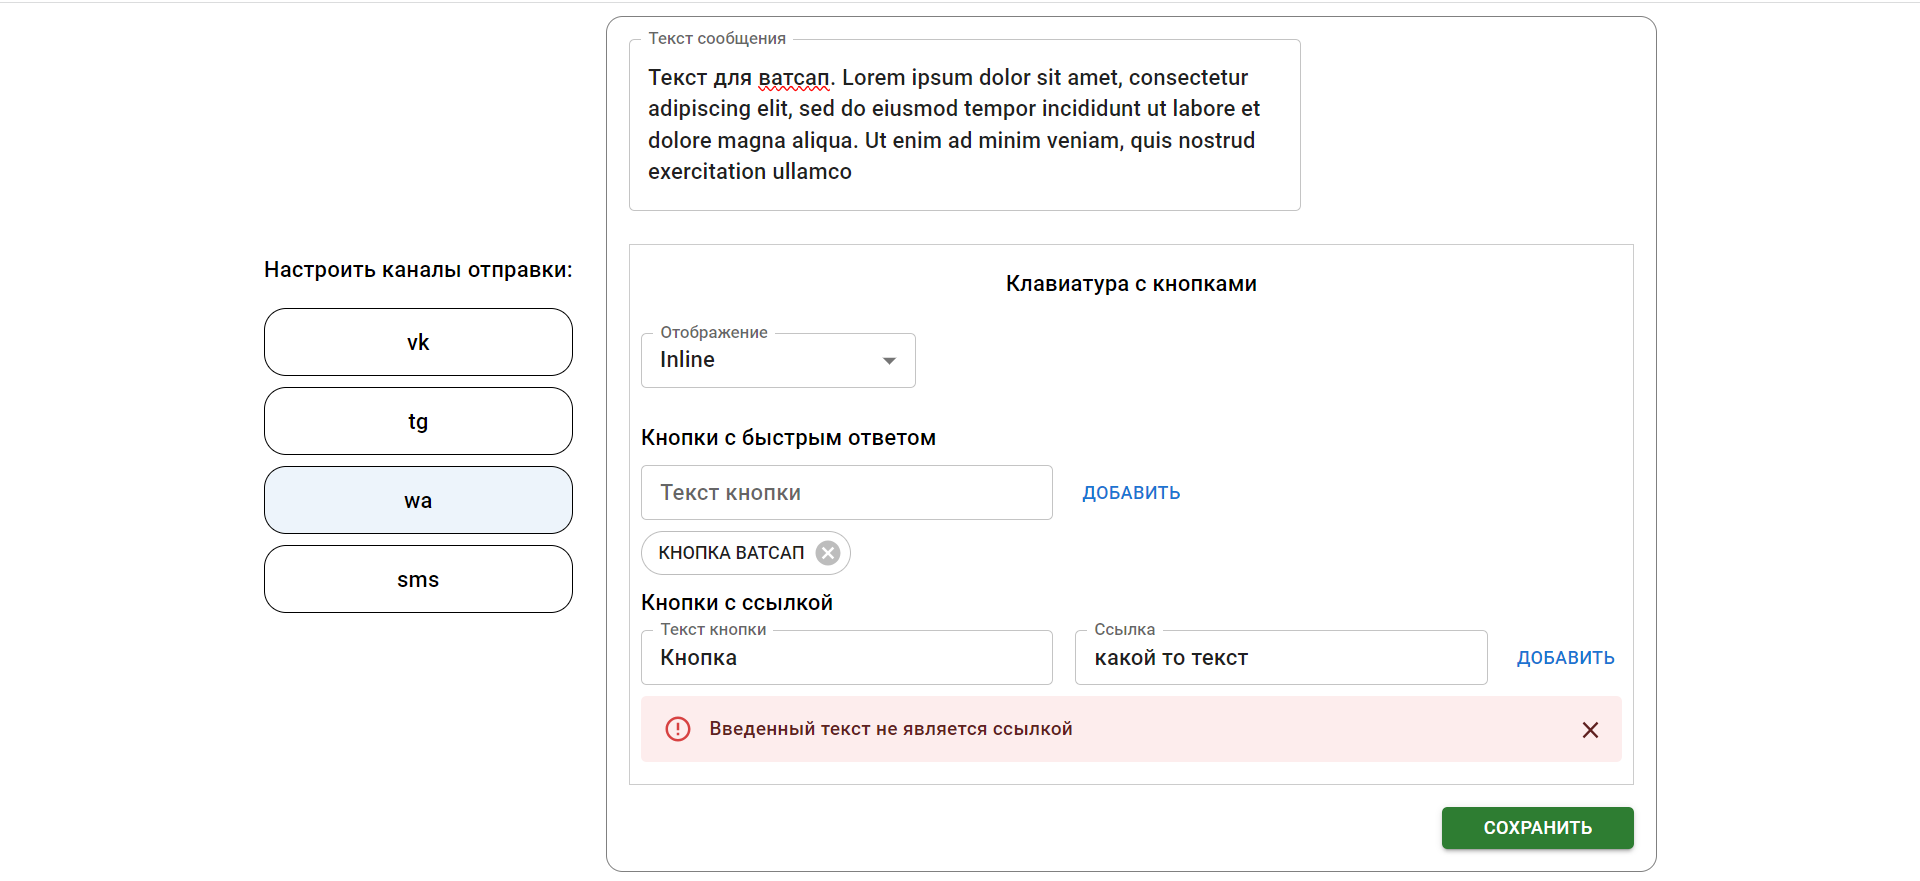 Настроить каналы отправки:
vk
tg
wa
sms
Текст сообщения
Текст для ватсап. Lorem ipsum dolor sit amet, consectetur
adipiscing elit, sed do eiusmod tempor incididunt ut labore et
dolore magna aliqua. Ut enim ad minim veniam, quis nostrud
exercitation ullamco
Клавиатура с кнопками
Отображение
Inline
Кнопки с быстрым ответом
Текст кнопки ДОБАВИТЬ
КНОПКА ВАТСАП
Кнопки с ссылкой
Текст кнопки Ссылка
Кнопка какой то текст ДОБАВИТЬ
Введенный текст не является ссылкой
СОХРАНИТЬ